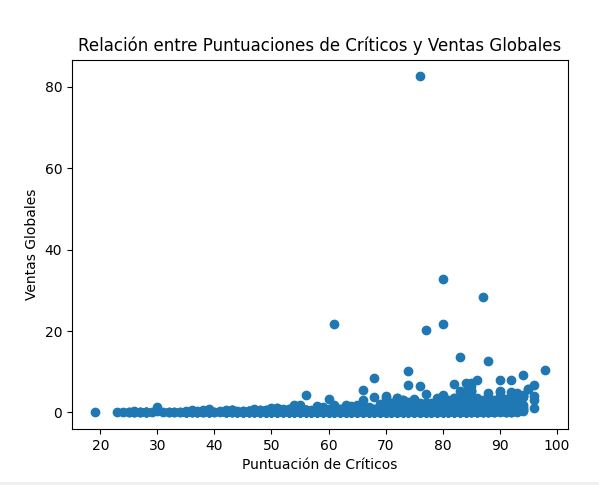 Relación entre Puntuaciones de Críticos y Ventas Globales
80
60
40
20
0
Ventas Globales
20 30 40 50 60 70 80 90 100
Puntuación de Críticos